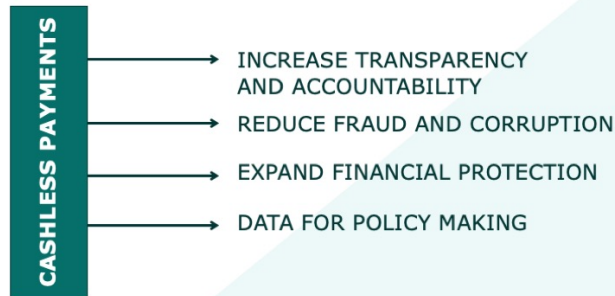 CASHLESS PAYMENTS
INCREASE TRANSPARENCY
AND ACCOUNTABILITY
REDUCE FRAUD AND CORRUPTION
EXPAND FINANCIAL PROTECTION
DATA FOR POLICY MAKING